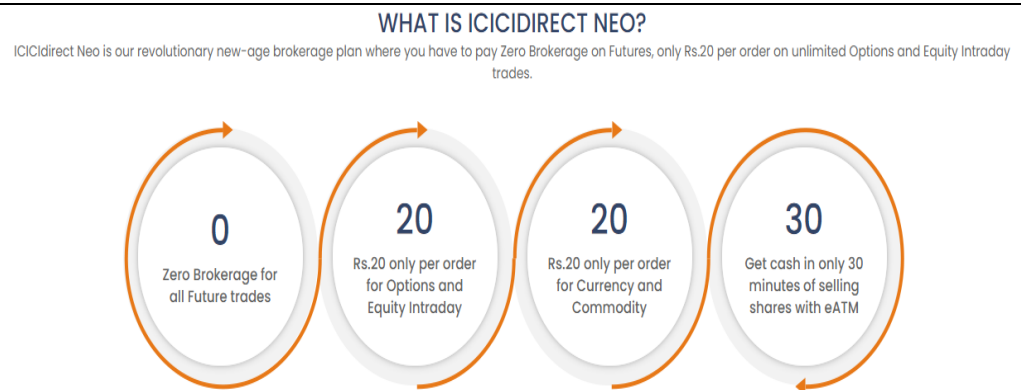 WHAT IS ICICIDIRECT NEO?
ICICIdirect Neo is our revolutionary new-age brokerage plan where you have to pay Zero Brokerage on Futures, only Rs.20 per order on unlimited Options and Equity Intraday
trades.
0
Zero Brokerage for
all Future trades
20
Rs.20 only per order
for Options and
Equity Intraday
20
Rs.20 only per order
for Currency and
Commodity
30
Get cash in only 30
minutes of selling
shares with eATM